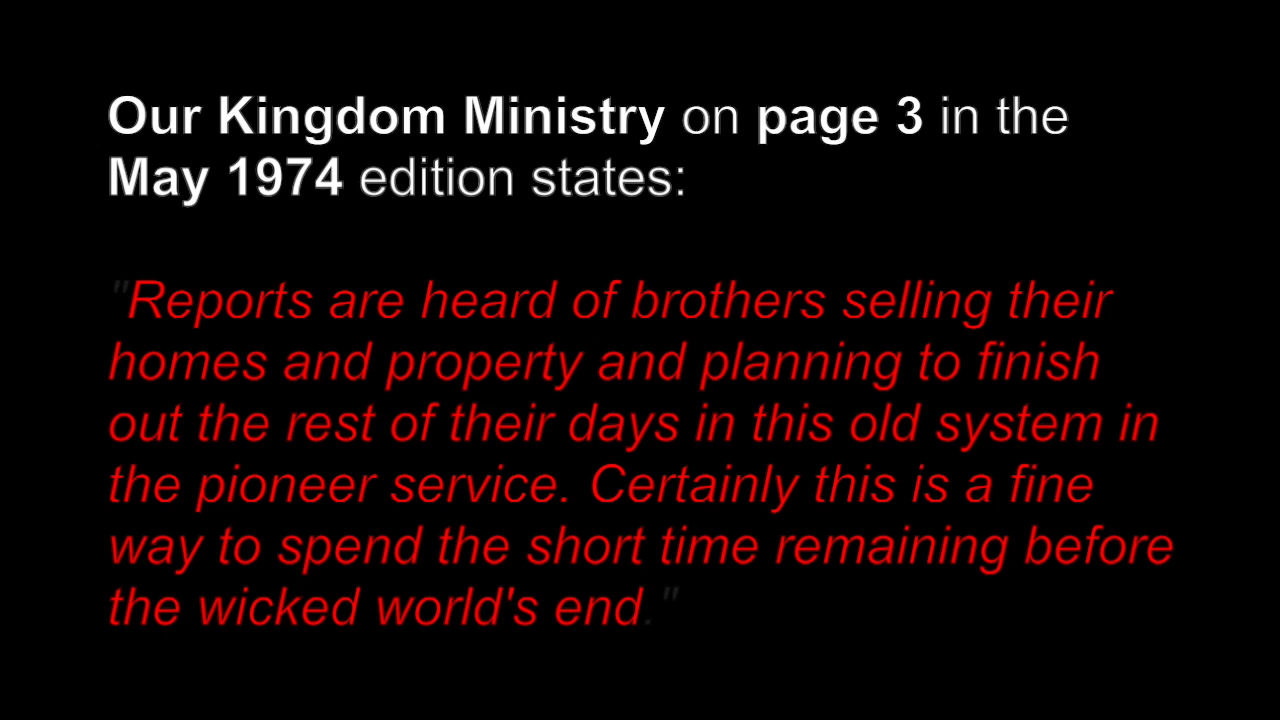 Our Kingdom Ministry on page 3 in the
May 1974 edition states:
"Reports are heard of brothers selling their
homes and property and planning to finish
out the rest of their days in this old system in
the pioneer service. Certainly this is a fine
way to spend the short time remaining before
the wicked world's end."